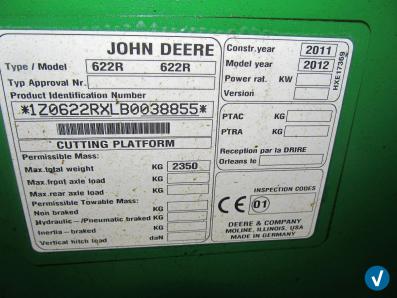 JOHN DEERE
Type / Model 622R 622R
Typ Approval Nr.
Product Identification Number
*1Z0622RXLB0038855*
CUTTING PLATFORM
Permissible Mass:
Max.total weight KG 2350
Max.front axle load KG
Max.rear axle load KG
Permissible Towable Mass:
Non braked KG
Hydraulic -/Pneumatic braked KG
Inertia - braked KG
Vertical hitch load daN
Constr.year 2011
Model year 2012
Power rat. KW
Version
HXE17369
PTAC KG
PTRA KG
Reception par la DRIRE
Orleans le
INSPECTION CODES
CE 01
DEERE & COMPANY
MOLINE, ILLINOIS, USA
MADE IN GERMANY